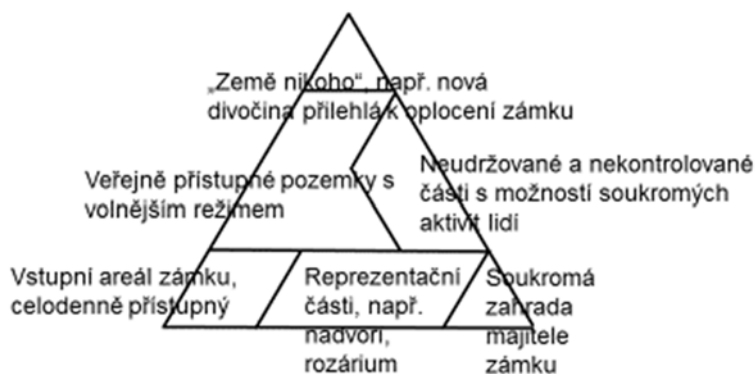 „Země nikoho“, např. nová
divočina přilehlá k oplocení zámku
Veřejně přístupné pozemky s
volnějším režimem
Neudržované a nekontrolované
části s možností soukromých
aktivit lidí
Vstupní areál zámku,
celodenně přístupný
Reprezentační
části, např.
nádvoří,
rozárium
Soukromá
zahrada
majitele
zámku